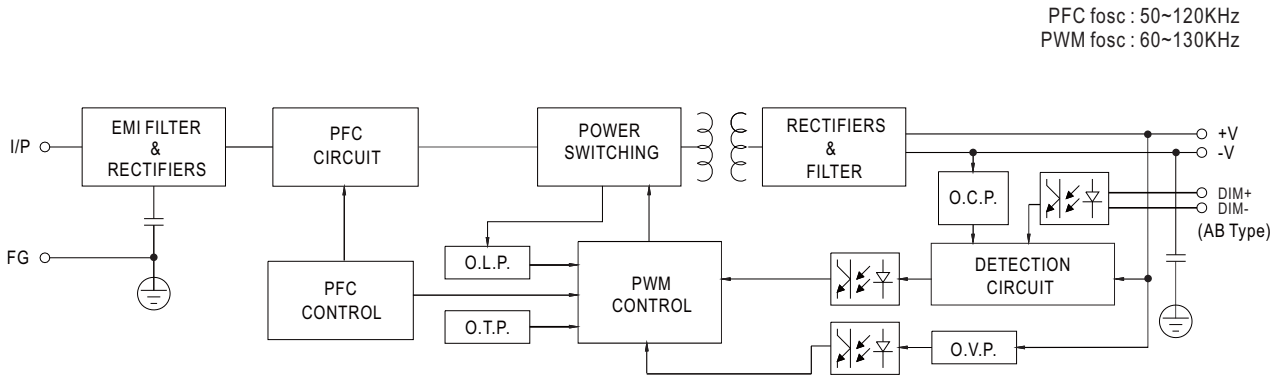 PFC fosc : 50~120KHz
PWM fosc : 60~130KHz
I/P
EMI FILTER
&
RECTIFIERS
PFC
CIRCUIT
POWER
SWITCHING
RECTIFIERS
&
FILTER
+V
-V
O.C.P.
DIM+
DIM-
(AB Type)
FG
O.L.P.
PFC
CONTROL
PWM
CONTROL
DETECTION
CIRCUIT
O.T.P.
O.V.P.